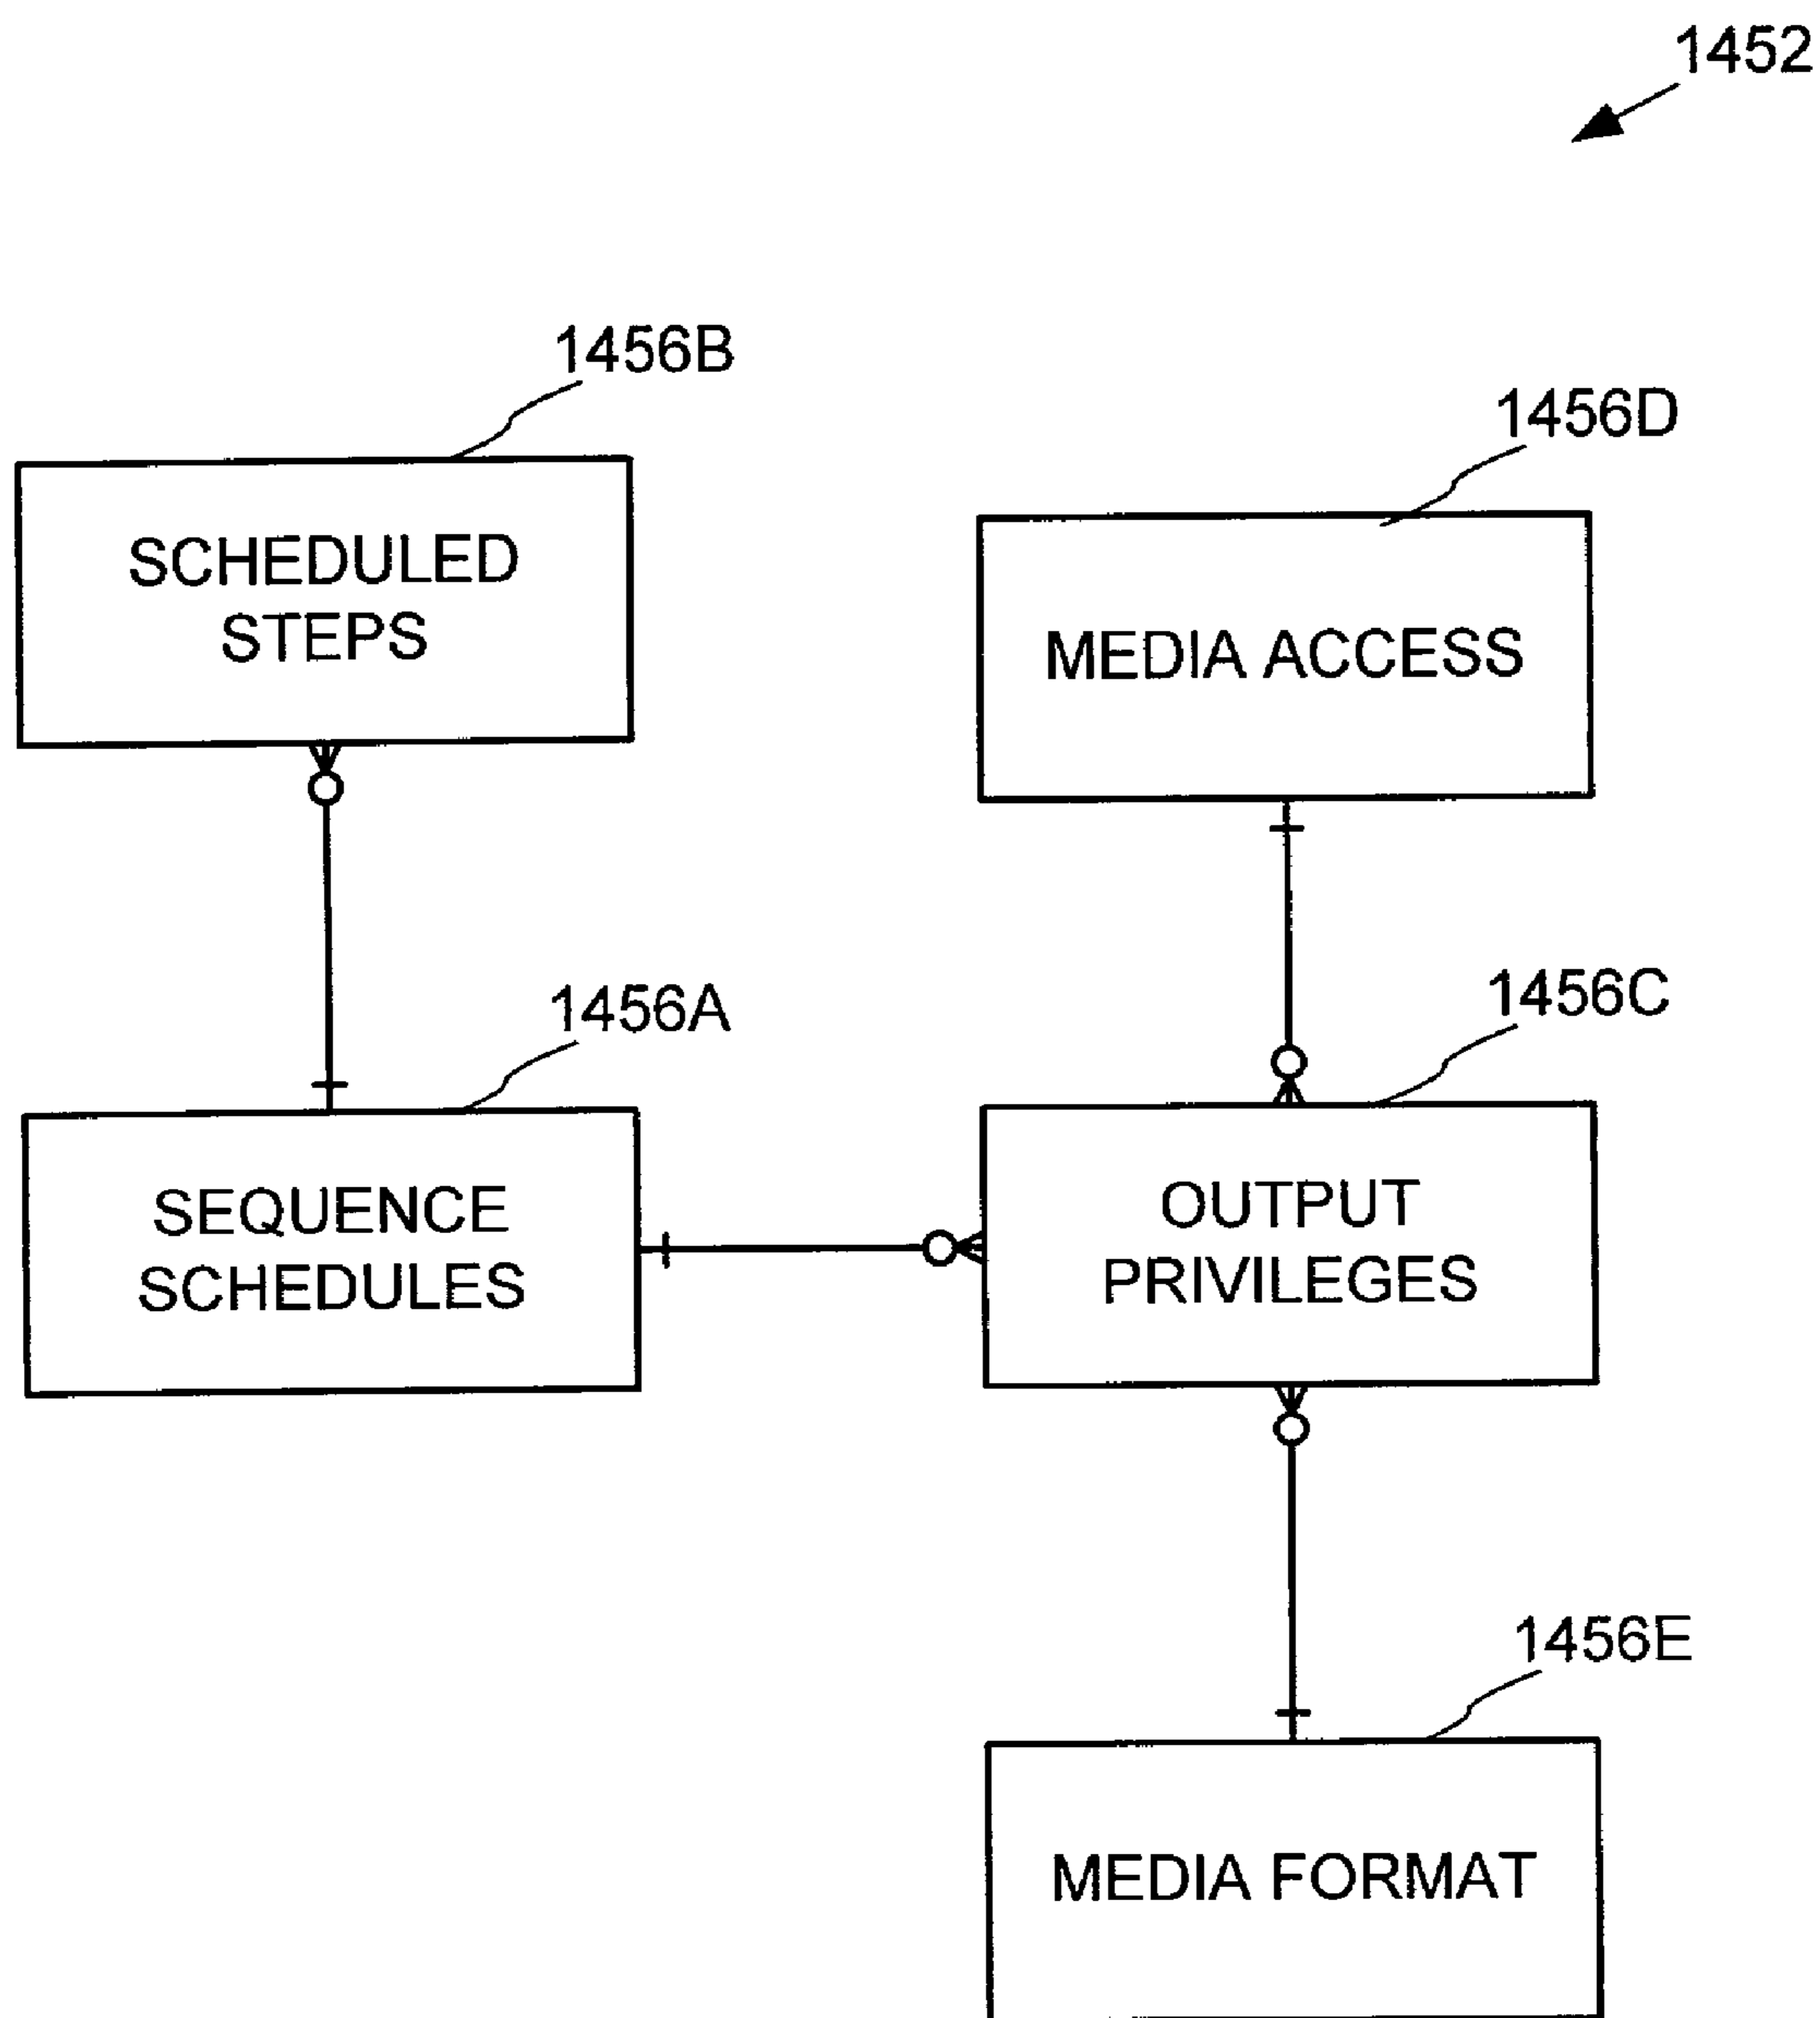 1452
1456B
SCHEDULED
STEPS
1456D
MEDIA ACCESS
1456A
SEQUENCE
SCHEDULES
1456C
OUTPUT
PRIVILEGES
1456E
MEDIA FORMAT